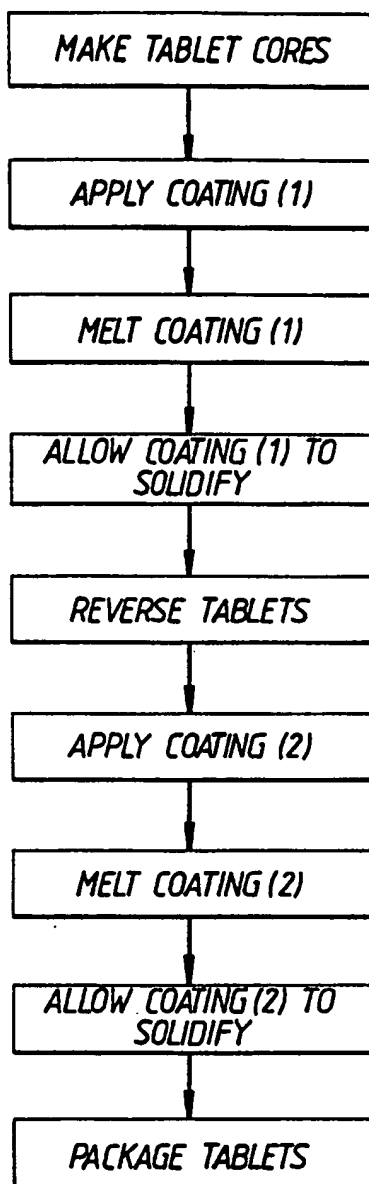 MAKE TABLET CORES
APPLY COATING (1)
MELT COATING (1)
ALLOW COATING (1) TO
SOLIDIFY
REVERSE TABLETS
APPLY COATING (2)
MELT COATING (2)
ALLOW COATING (2) TO
SOLIDIFY
PACKAGE TABLETS